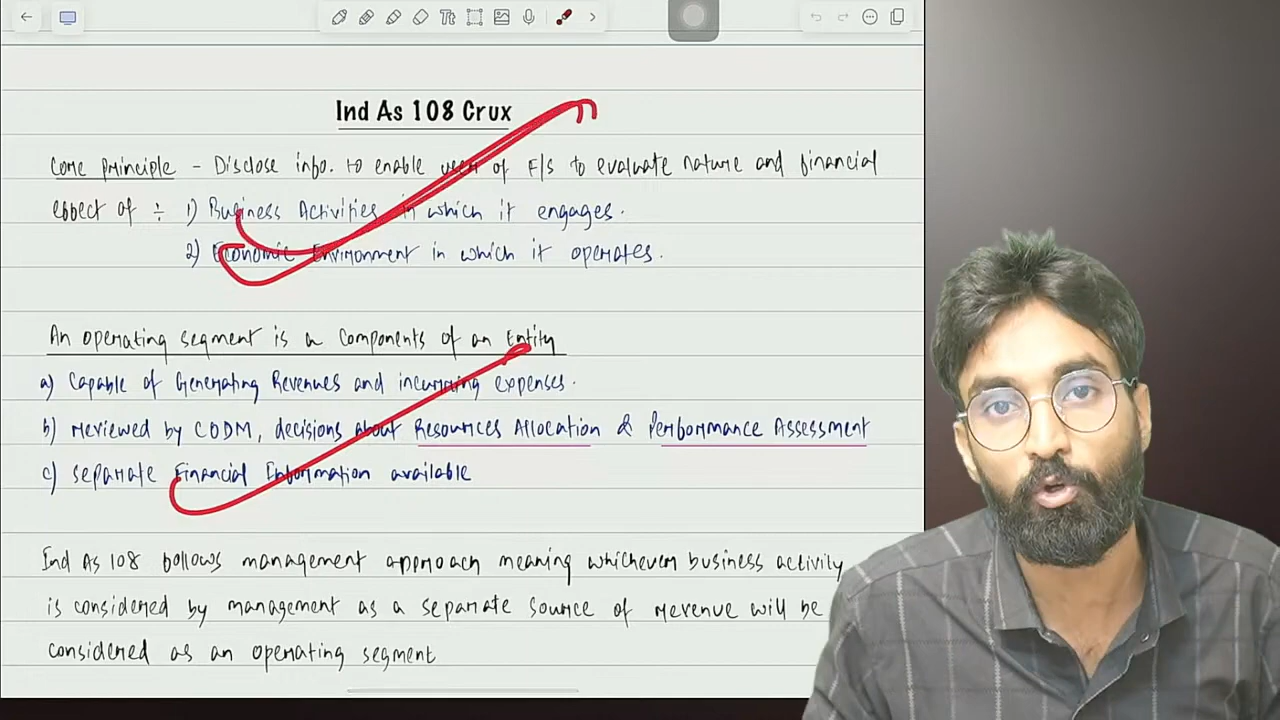 Ind As 108 Crux
Core principle - Disclose info. to enable users of F/s to evaluate nature and financial
effect of ÷ 1) Business Activities in which it engages.
2) Economic Environment in which it operates.
An operating segment is a Components of an Entity
a) Capable of Generating Revenues and incurring expenses.
b) reviewed by CODM, decisions about Resources Allocation & Performance Assessment
c) separate Financial Information available
Ind As 108 follows management approach meaning whichever business activity
is considered by management as a separate source of revenue will be
considered as an operating segment